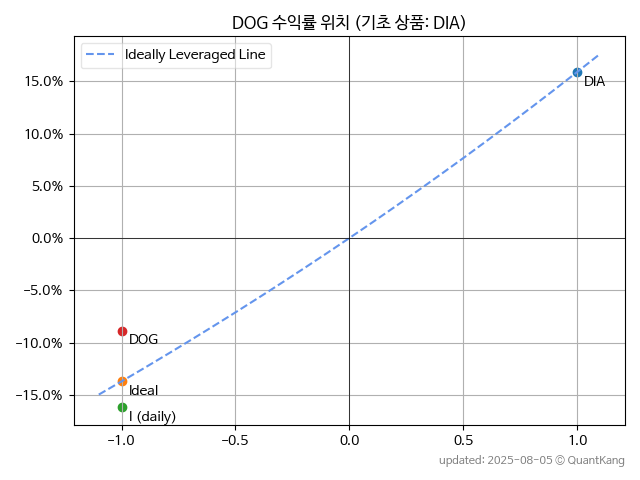 DOG 수익률 위치 (기초 상품: DIA)
Ideally Leveraged Line
15.0%
10.0%
5.0%
0.0%
−5.0%
−10.0%
−15.0%
DIA
DOG
Ideal
I (daily)
−1.0
−0.5
0.0
0.5
1.0
updated: 2025-08-05 © QuantKang